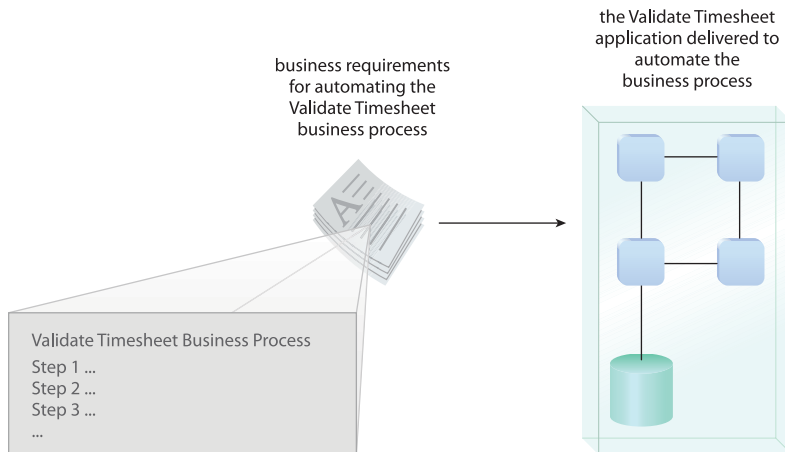 the Validate Timesheet
application delivered to
automate the
business process
business requirements
for automating the
Validate Timesheet
business process
A
Validate Timesheet Business Process
Step 1 ...
Step 2 ...
Step 3 ...
...